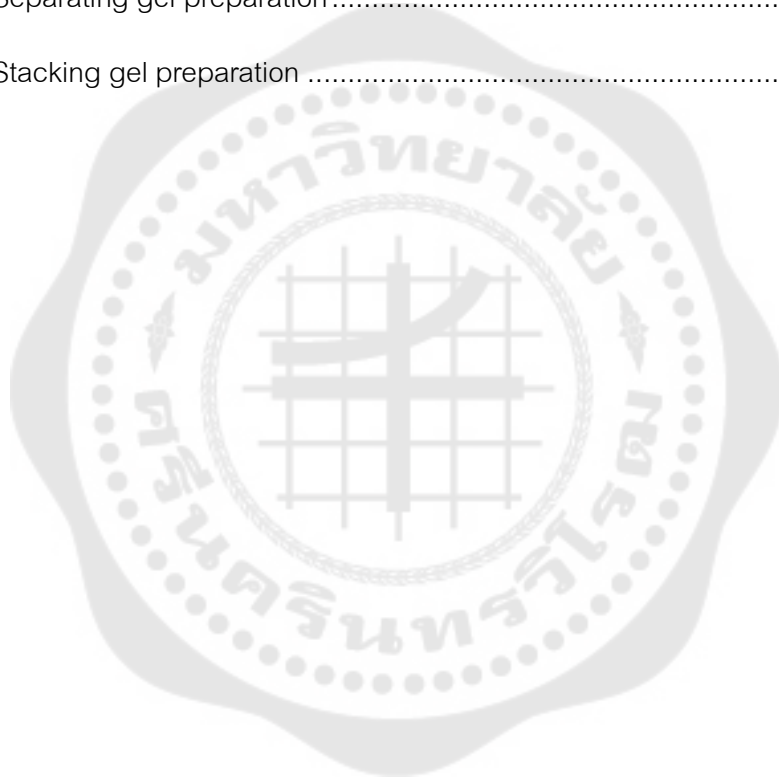 Separating gel preparation...............................................................
Stacking gel preparation ..................................................................
มหาวิทยาลัย
ศรีนครินทรวิโรฒ